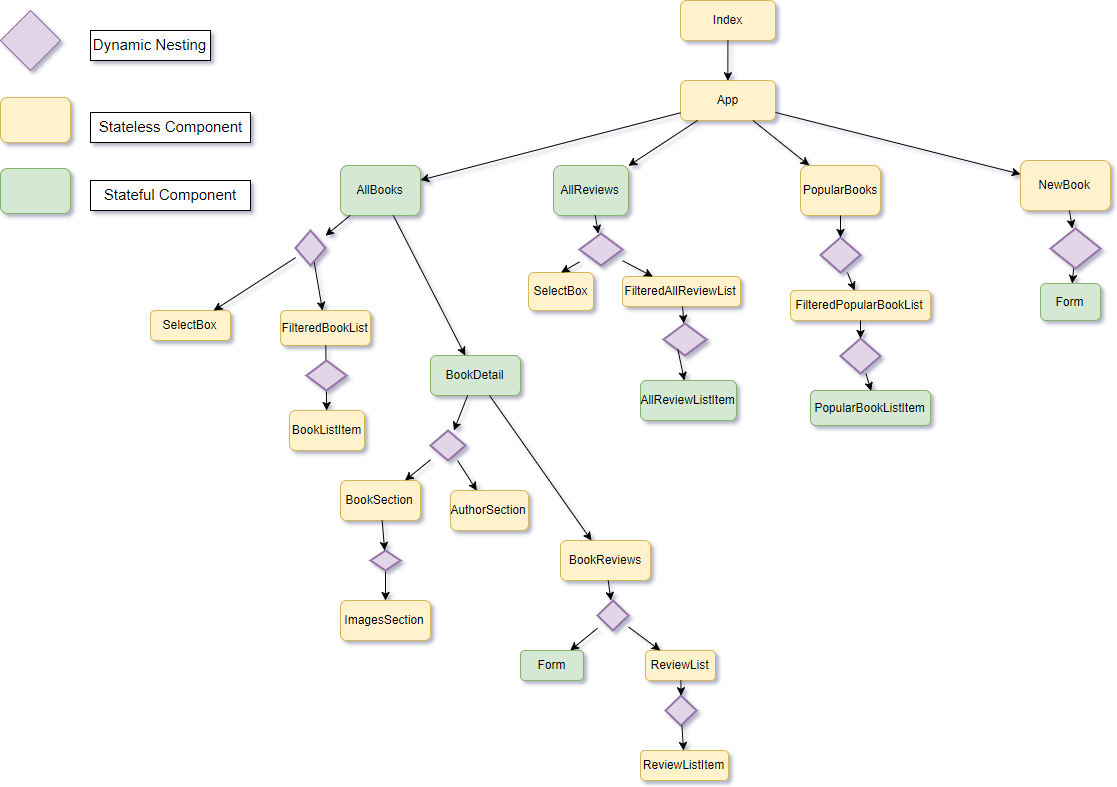 Index
Dynamic Nesting
App
Stateless Component
Stateful Component
AllBooks
AllReviews
PopularBooks
NewBook
SelectBox
FilteredAllReviewList
FilteredPopularBookList
Form
SelectBox
FilteredBookList
BookDetail
AllReviewListItem
PopularBookListItem
BookListItem
BookSection
AuthorSection
BookReviews
ImagesSection
Form
ReviewList
ReviewListItem